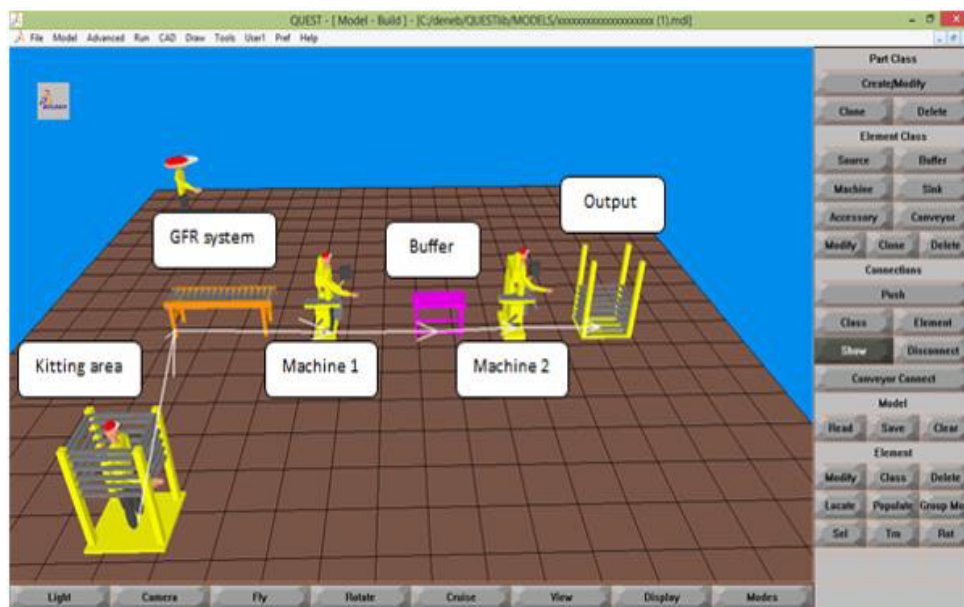 QUEST - [ Model - Build ] - [C:/deneb/QUESTlib/MODELS/xxxxxxxxxxxxxxxxxxxx (1).mdl]
File Model Advanced Run CAD Draw Tools User1 Pref Help
GFR system
Output
Buffer
Kitting area
Machine 1
Machine 2
Part Class
Create/Modify
Clone Delete
Element Class
Source Buffer
Machine Sink
Accessory Conveyor
Modify Clone Delete
Connections
Push
Class Element
Show Disconnect
Conveyor Connect
Model
Read Save Clear
Element
Modify Class Delete
Locate Populate Group Mo
Sel Trn Rot
Light Camera Fly Rotate Cruise View Display Modes